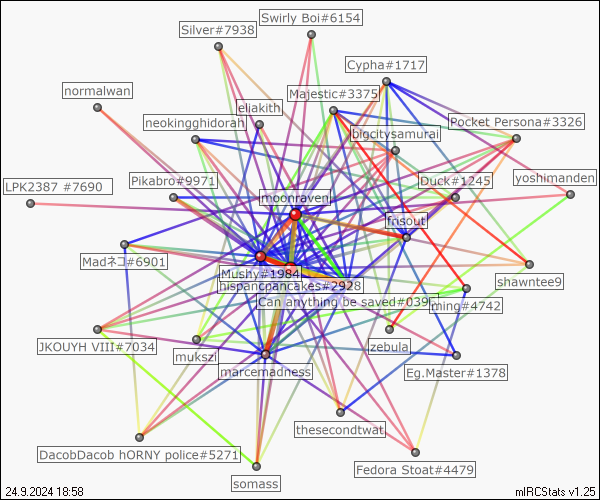 Swirly Boi#6154
Silver#7938
Cypha#1717
normalwan
Majestic#3375
eliakith
neokingghidorah
Pocket Persona#3326
bigcitysamurai
Pikabro#9971
Duck#1245
yoshimanden
LPK2387 #7690
moonraven
frisout
Madネコ#6901
Mushy#1984
shawntee9
hispancpancakes#2928
Can anything be saved#039
ming#4742
JKOUYH VIII#7034
mukszi
jzebula
marcemadness
Eg.Master#1378
thesecondtwat
DacobDacob hORNY police#5271
Fedora Stoat#4479
somass
24.9.2024 18:58
mIRCStats v1.25